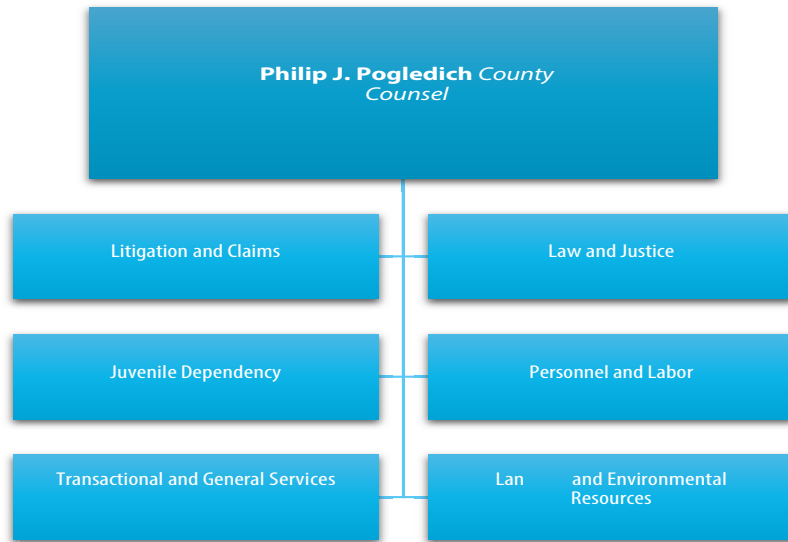 Philip J. Pogledich County
Counsel
Litigation and Claims
Law and Justice
Juvenile Dependency
Personnel and Labor
Transactional and General Services
Lan and Environmental
Resources